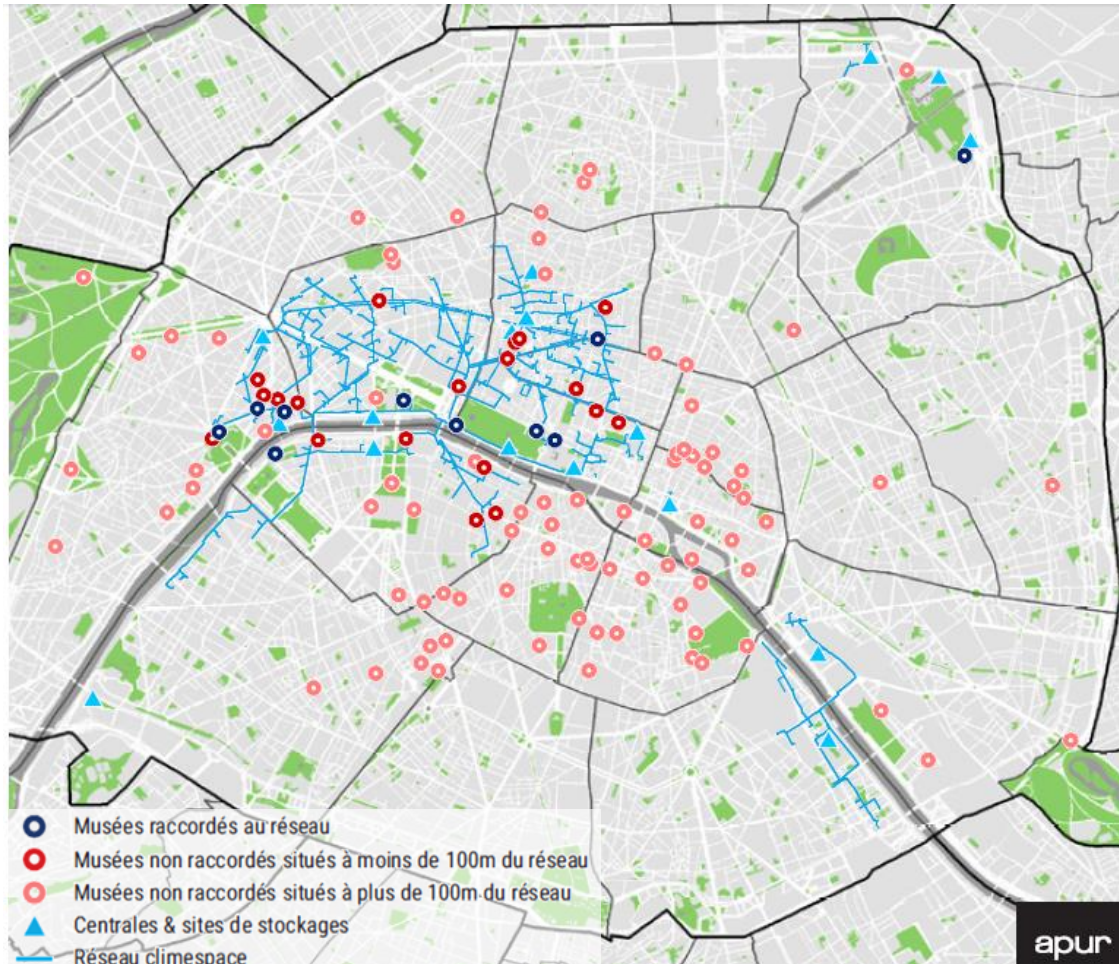 Musées raccordés au réseau
Musées non raccordés situés à moins de 100m du réseau
Musées non raccordés situés à plus de 100m du réseau
Centrales & sites de stockages
Réseau climespace
apur